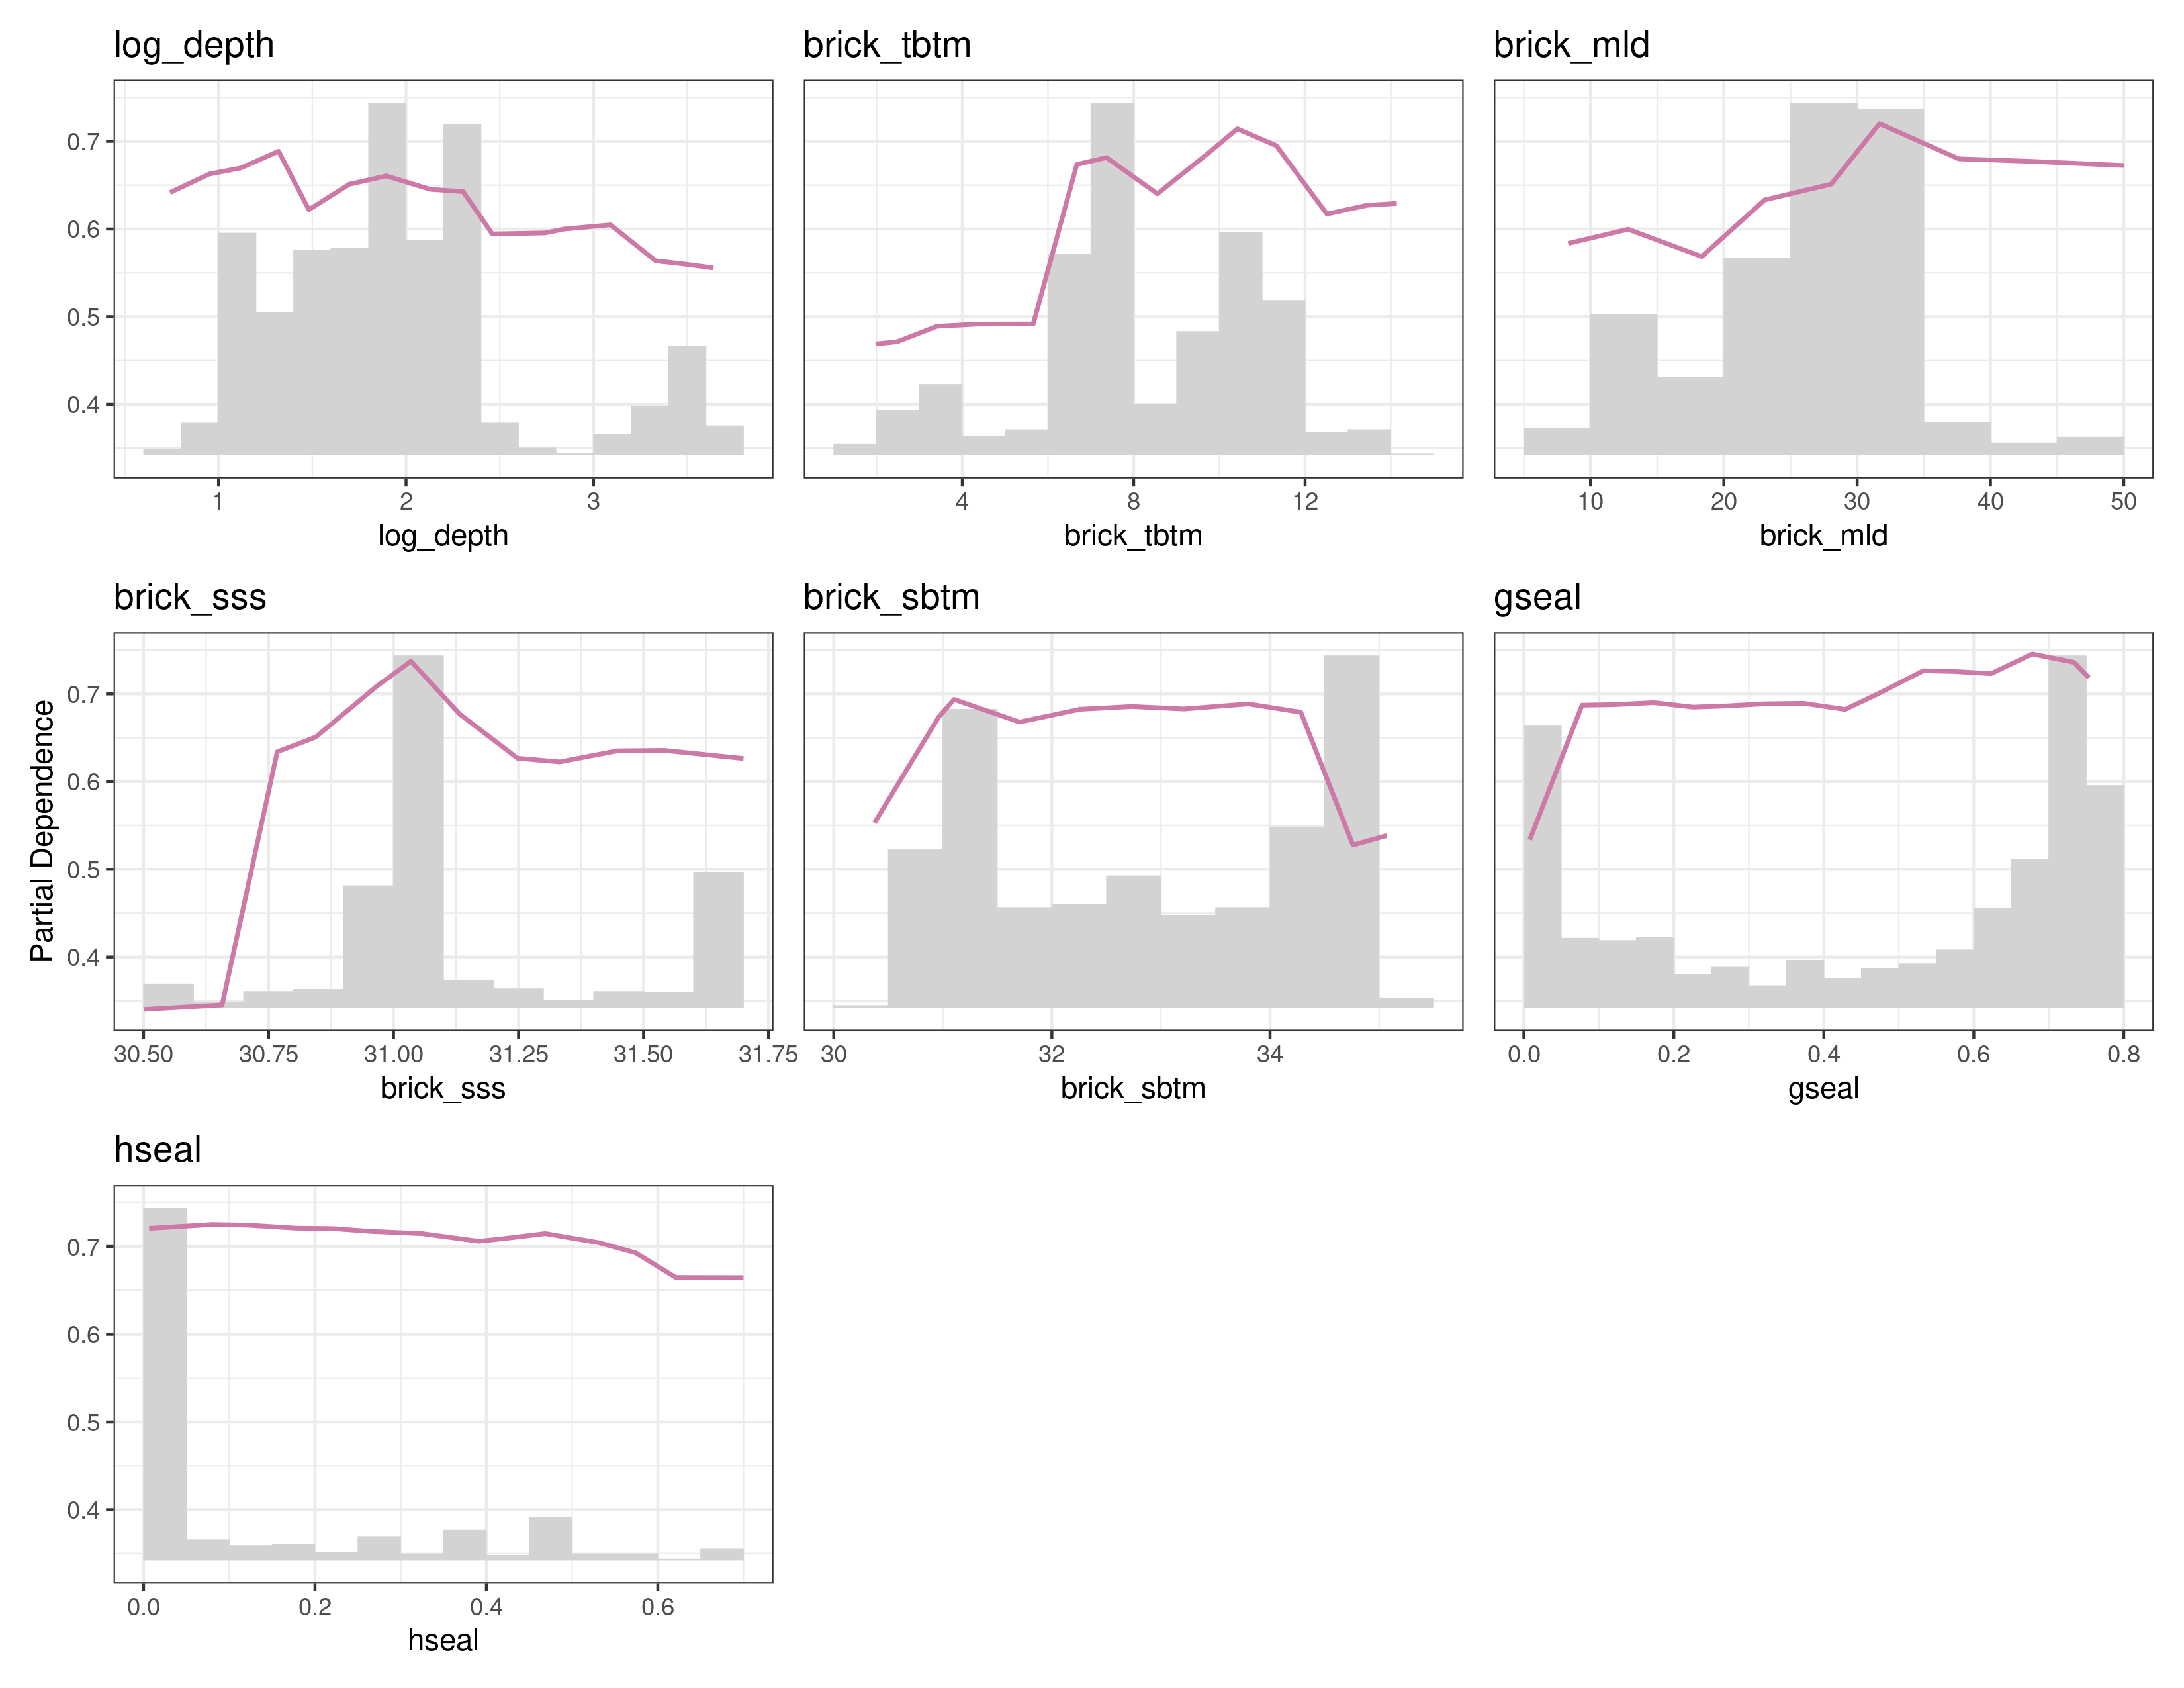 log_depth
brick_tbtm
brick_mld
0.7
0.6
0.5
0.4
1 2 3
4 8 12
10 20 30 40 50
log_depth
brick_tbtm
brick_mld
brick_sss
brick_sbtm
gseal
Partial Dependence
0.7
0.6
0.5
0.4
30.50 30.75 31.00 31.25 31.50 31.75
30 32 34
0.0 0.2 0.4 0.6 0.8
brick_sss
brick_sbtm
gseal
hseal
0.7
0.6
0.5
0.4
0.0 0.2 0.4 0.6
hseal